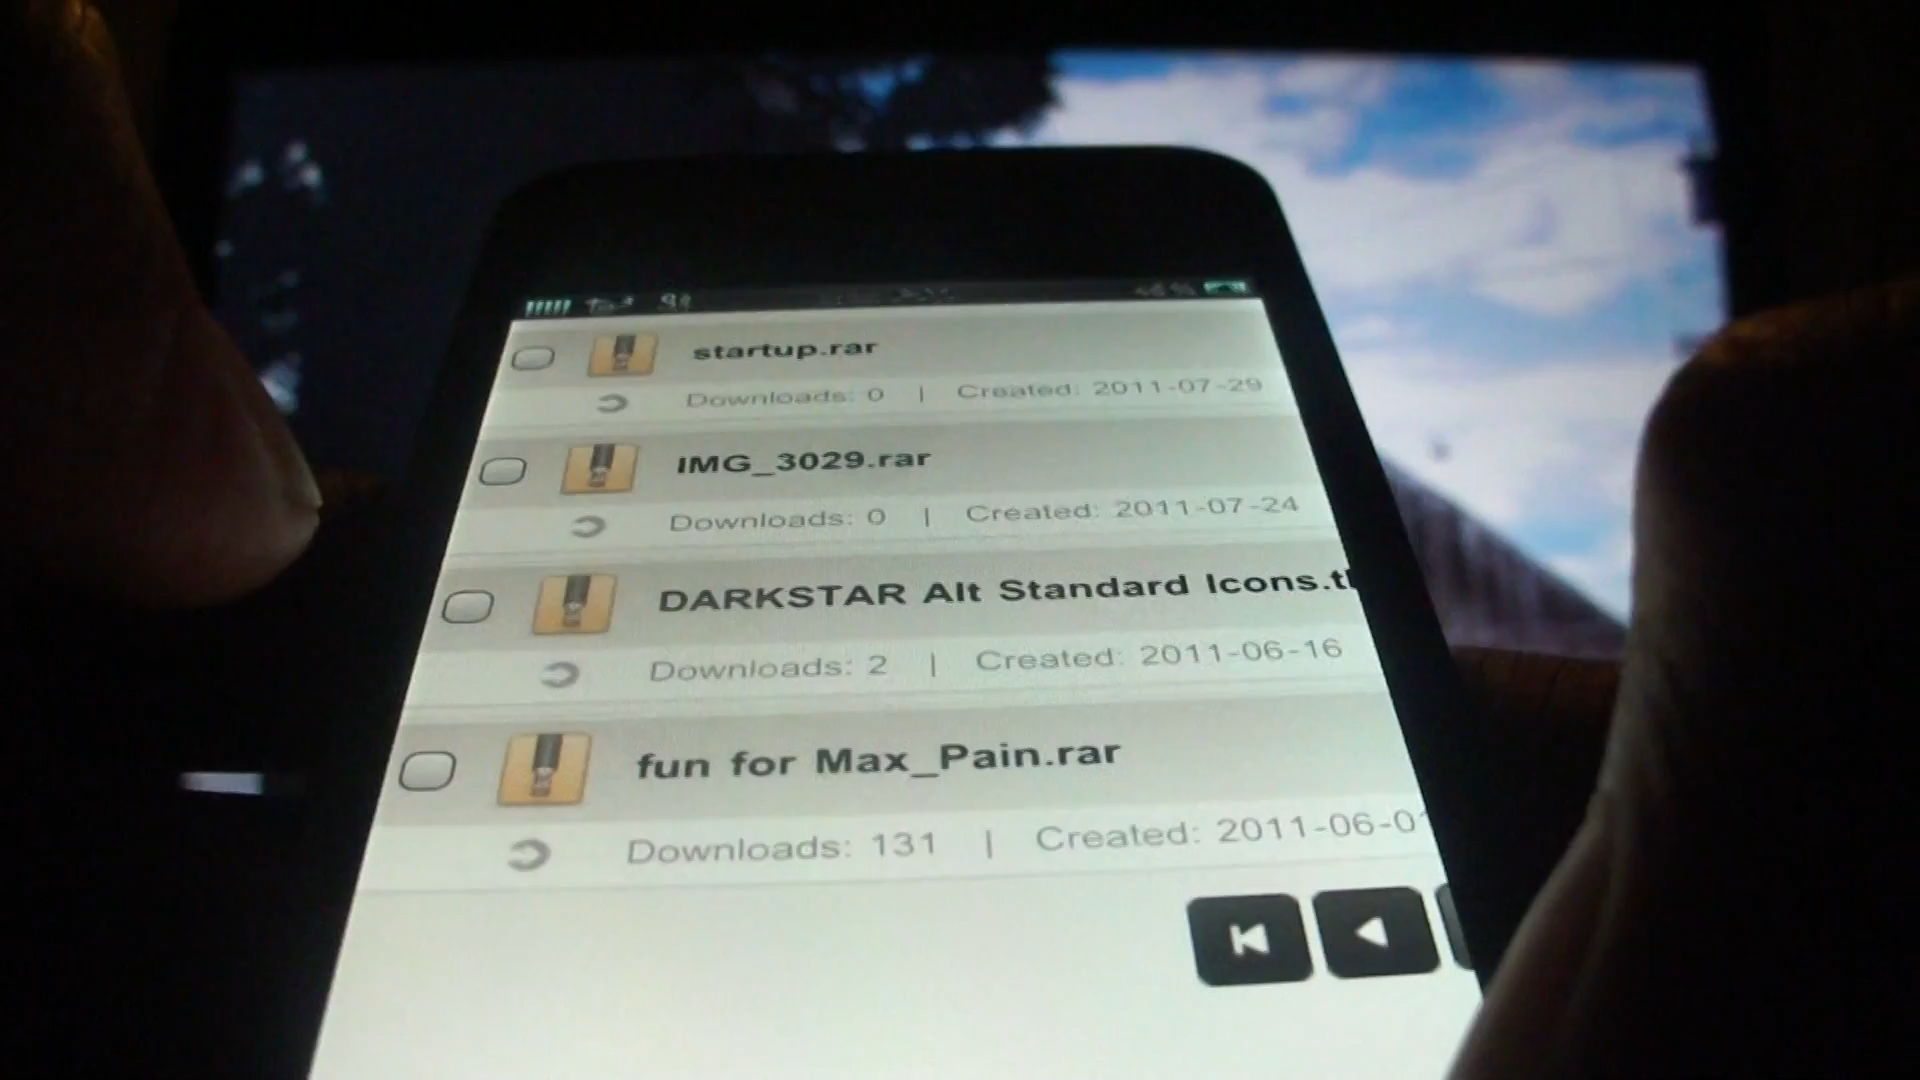 startup.rar
Downloads: 0 | Created: 2011-07-29
IMG_3029.rar
Downloads: 0 | Created: 2011-07-24
DARKSTAR Alt Standard Icons.t
Downloads: 2 | Created: 2011-06-16
fun for Max_Pain.rar
Downloads: 131 | Created: 2011-06-01